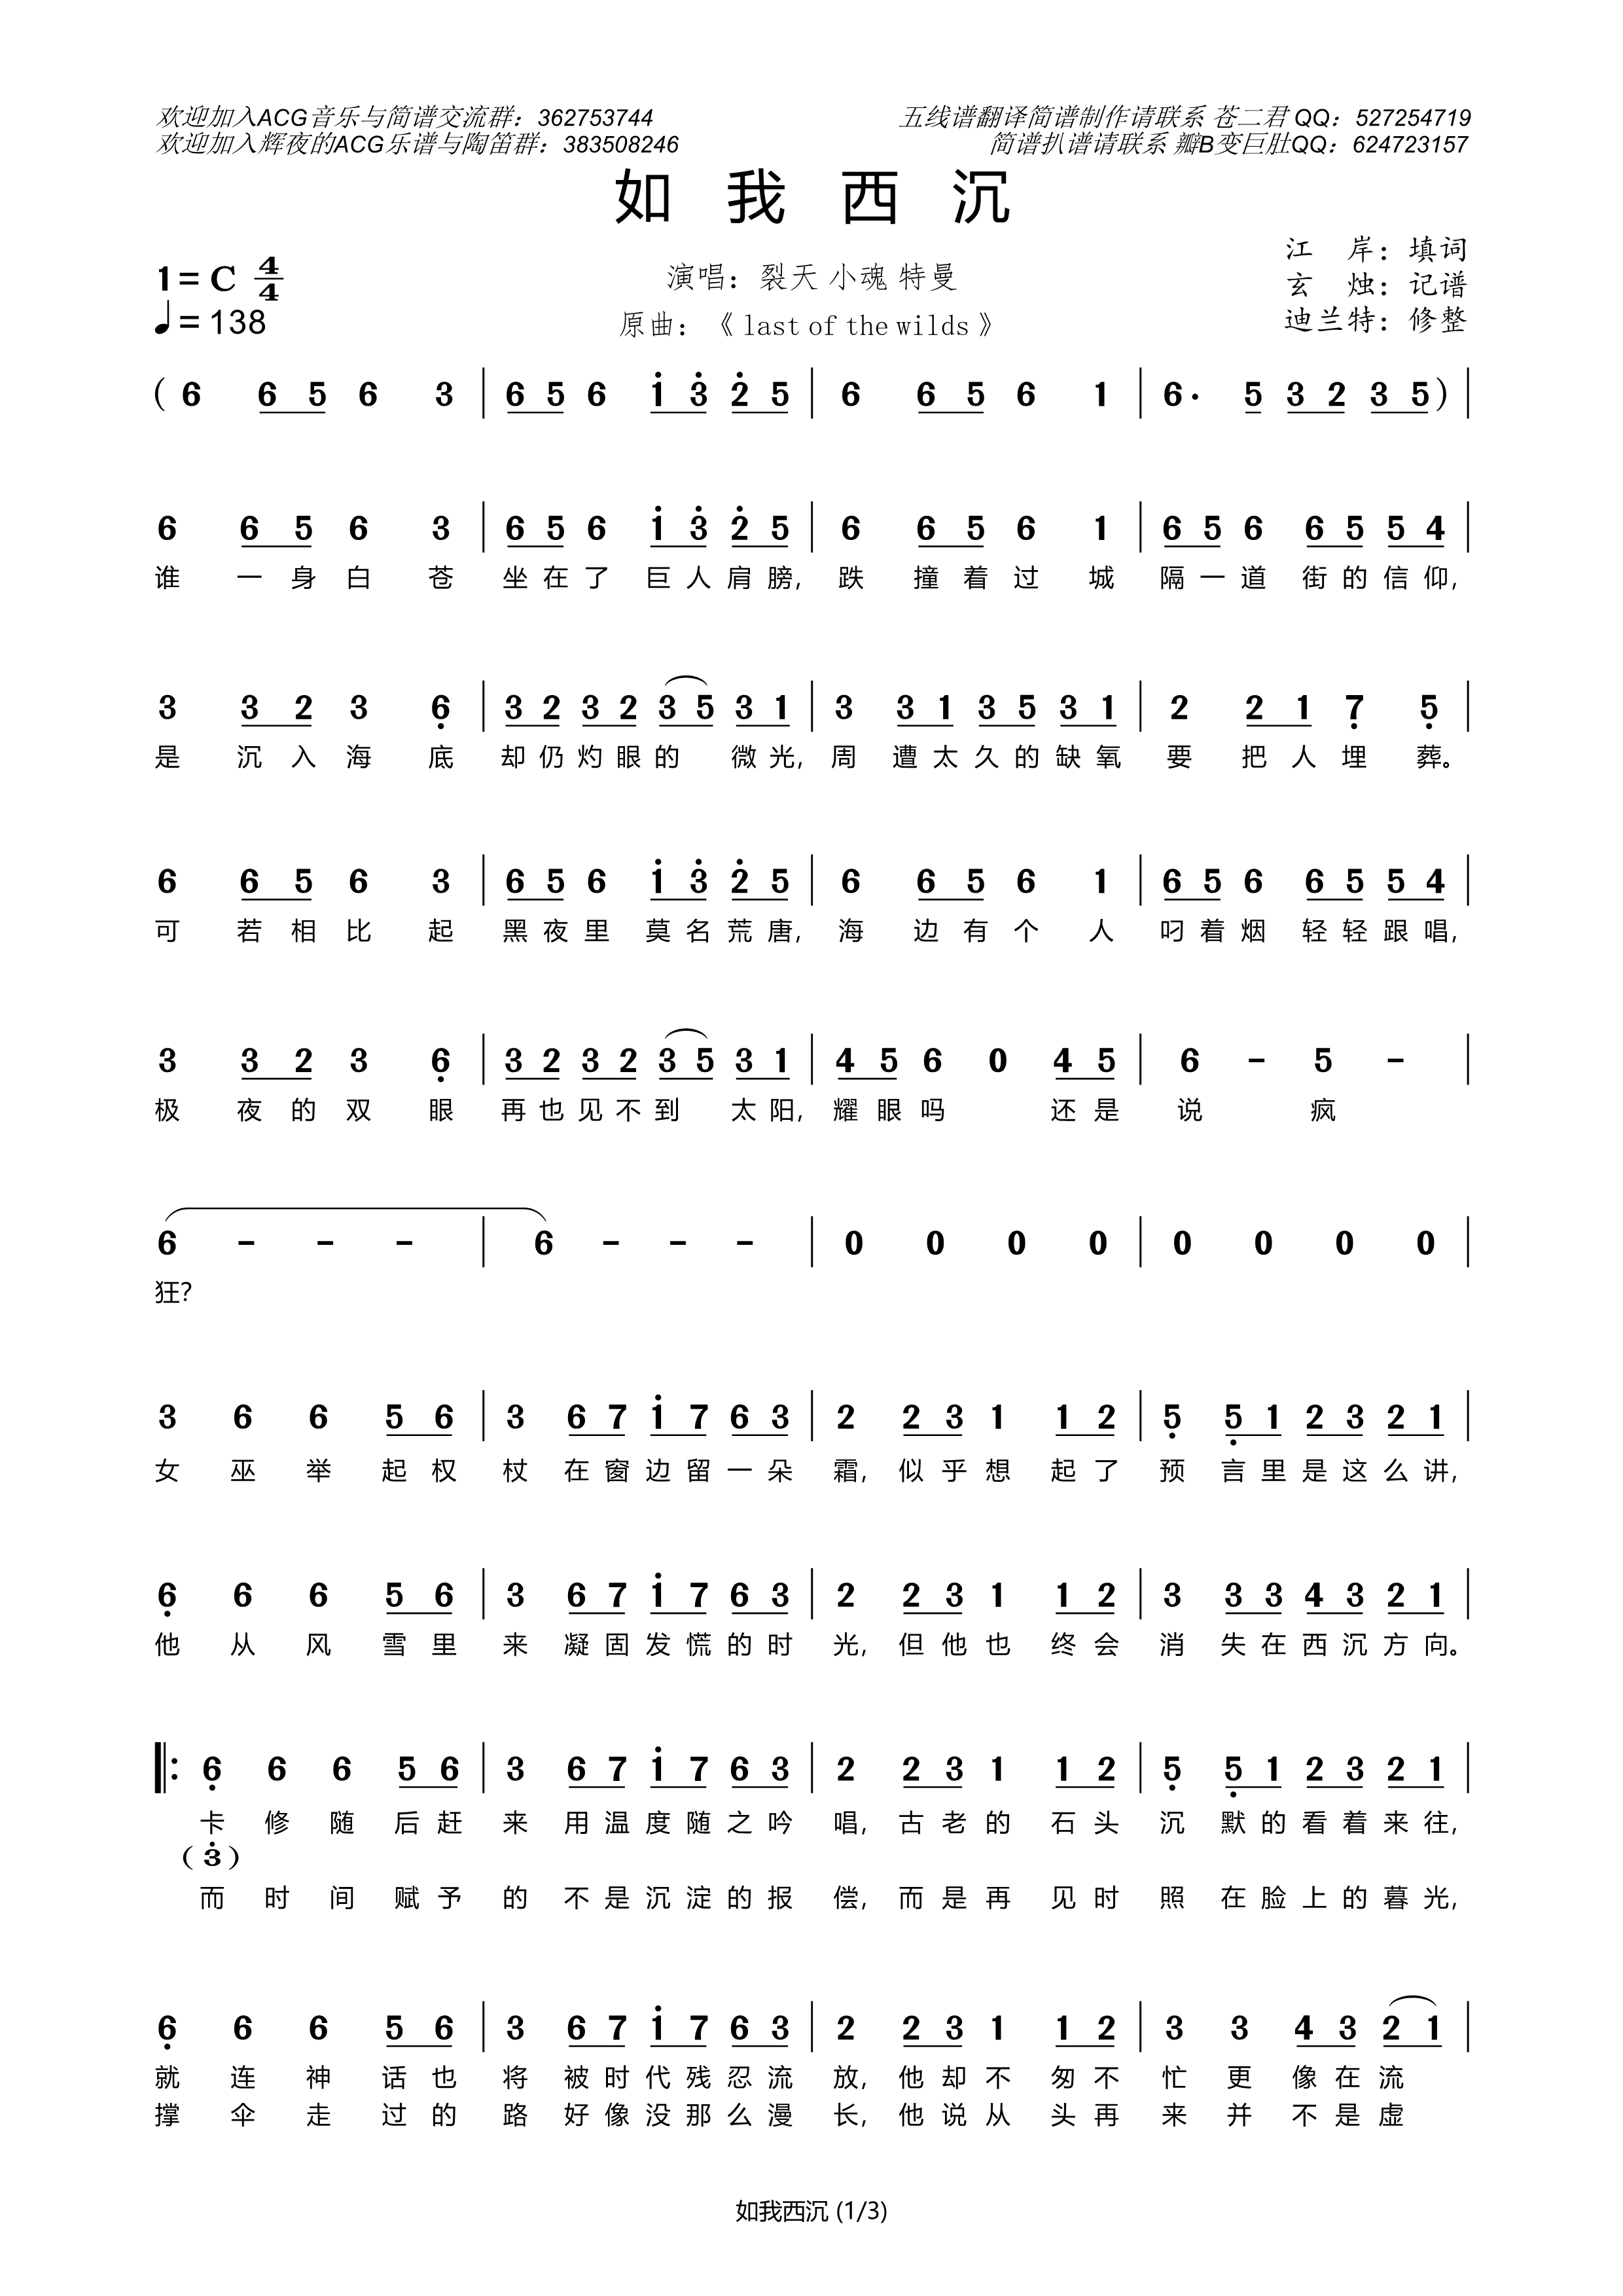 欢迎加入ACG音乐与简谱交流群：362753744 五线谱翻译简谱制作请联系 苍二君 QQ：527254719
欢迎加入辉夜的ACG乐谱与陶笛群：383508246 简谱扒谱请联系 瓣B变巨肚QQ：624723157
如 我 西 沉
1=C 4/4 演唱：裂天 小魂 特曼 江 岸：填词
玄 烛：记谱
♩=138 原曲：《 last of the wilds 》 迪兰特：修整
( 6 6 5 6 3 | 6 5 6 1̇ 3̇ 2̇ 5 | 6 6 5 6 1 | 6· 5 3 2 3 5 ) |
6 6 5 6 3 | 6 5 6 1̇ 3̇ 2̇ 5 | 6 6 5 6 1 | 6 5 6 6 5 5 4 |
谁 一 身 白 苍 坐 在 了 巨 人 肩 膀, 跌 撞 着 过 城 隔 一 道 街 的 信 仰,
3 3 2 3 6̣ | 3 2 3 2 3 5 3 1 | 3 3 1 3 5 3 1 | 2 2 1 7̣ 5̣ |
是 沉 入 海 底 却 仍 灼 眼 的 微 光, 周 遭 太 久 的 缺 氧 要 把 人 埋 葬。
6 6 5 6 3 | 6 5 6 1̇ 3̇ 2̇ 5 | 6 6 5 6 1 | 6 5 6 6 5 5 4 |
可 若 相 比 起 黑 夜 里 莫 名 荒 唐, 海 边 有 个 人 叼 着 烟 轻 轻 跟 唱,
3 3 2 3 6̣ | 3 2 3 2 3 5 3 1 | 4 5 6 0 4 5 | 6 - 5 - |
极 夜 的 双 眼 再 也 见 不 到 太 阳, 耀 眼 吗 还 是 说 疯
6 - - - | 6 - - - | 0 0 0 0 | 0 0 0 0 |
狂?
3 6 6 5 6 | 3 6 7 1̇ 7 6 3 | 2 2 3 1 1 2 | 5̣ 5̣ 1 2 3 2 1 |
女 巫 举 起 权 杖 在 窗 边 留 一 朵 霜, 似 乎 想 起 了 预 言 里 是 这 么 讲,
6̣ 6 6 5 6 | 3 6 7 1̇ 7 6 3 | 2 2 3 1 1 2 | 3 3 3 4 3 2 1 |
他 从 风 雪 里 来 凝 固 发 慌 的 时 光, 但 他 也 终 会 消 失 在 西 沉 方 向。
‖: 6̣ 6 6 5 6 | 3 6 7 1̇ 7 6 3 | 2 2 3 1 1 2 | 5̣ 5̣ 1 2 3 2 1 |
卡 修 随 后 赶 来 用 温 度 随 之 吟 唱, 古 老 的 石 头 沉 默 的 看 着 来 往,
( 3̇ )
而 时 间 赋 予 的 不 是 沉 淀 的 报 偿, 而 是 再 见 时 照 在 脸 上 的 暮 光,
6̣ 6 6 5 6 | 3 6 7 1̇ 7 6 3 | 2 2 3 1 1 2 | 3 3 4 3 2 1 |
就 连 神 话 也 将 被 时 代 残 忍 流 放, 他 却 不 匆 不 忙 更 像 在 流
撑 伞 走 过 的 路 好 像 没 那 么 漫 长, 他 说 从 头 再 来 并 不 是 虚
如我西沉 (1/3)